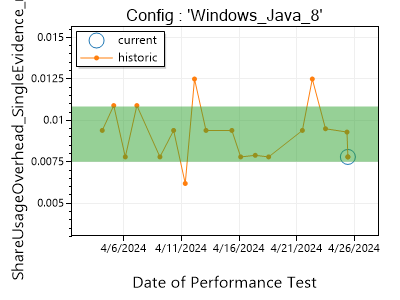 Config : 'Windows_Java_8'
current
historic
0.015
0.0125
0.01
0.0075
0.005
ShareUsageOverhead_SingleEvidence_
4/6/2024
4/11/2024
4/16/2024
4/21/2024
4/26/2024
Date of Performance Test